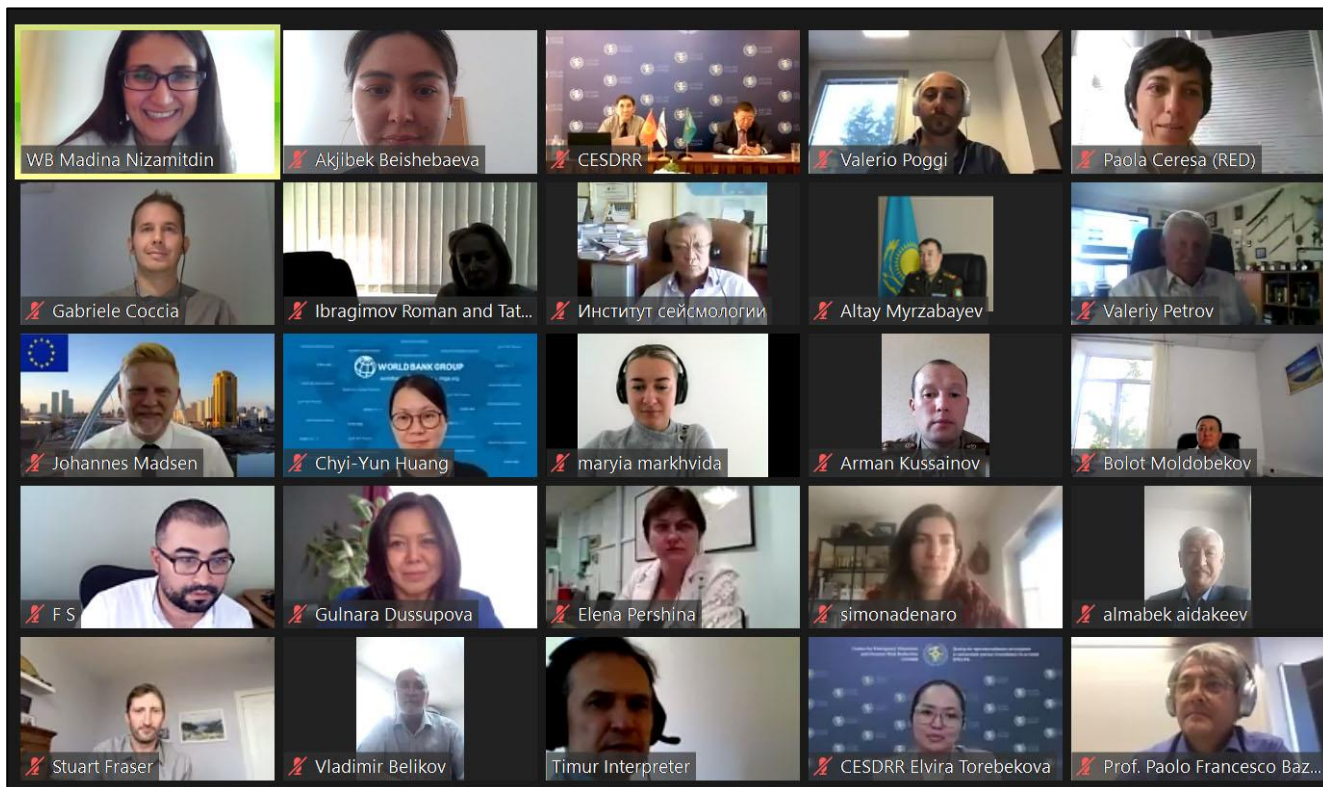 WB Madina Nizamitdin
Akjibek Beishebaeva
CESDRR
Valerio Poggi
Paola Ceresa (RED)
Gabriele Coccia
Ibragimov Roman and Tat...
Институт сейсмологии
Altay Myrzabayev
Valeriy Petrov
Johannes Madsen
WORLD BANK GROUP
Chyi-Yun Huang
maryia markhvida
Arman Kussainov
Bolot Moldobekov
F S
Gulnara Dussupova
Elena Pershina
simonadenaro
almabek aidakeev
Stuart Fraser
Vladimir Belikov
Timur Interpreter
CESDRR Elvira Torebekova
Prof. Paolo Francesco Baz...